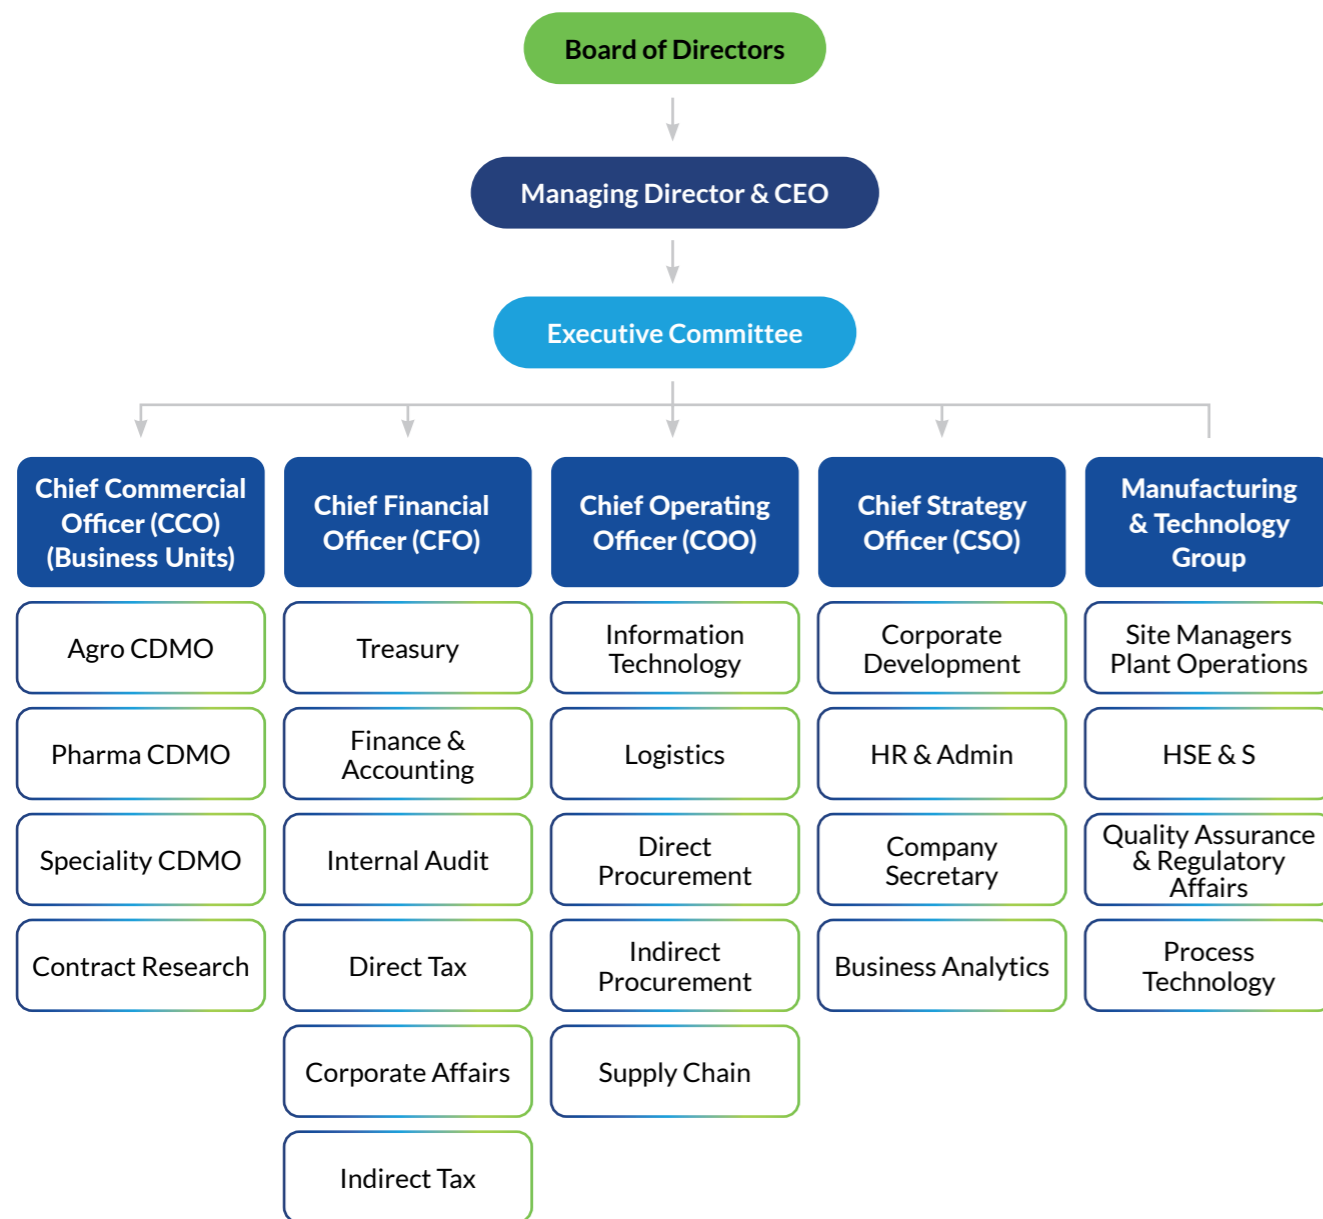 Board of Directors
Managing Director & CEO
Executive Committee
Chief Commercial
Officer (CCO)
(Business Units)
Agro CDMO
Pharma CDMO
Speciality CDMO
Contract Research
Chief Financial
Officer (CFO)
Treasury
Finance &
Accounting
Internal Audit
Direct Tax
Corporate Affairs
Indirect Tax
Chief Operating
Officer (COO)
Information
Technology
Logistics
Direct
Procurement
Indirect
Procurement
Supply Chain
Chief Strategy
Officer (CSO)
Corporate
Development
HR & Admin
Company
Secretary
Business Analytics
Manufacturing
& Technology
Group
Site Managers
Plant Operations
HSE & S
Quality Assurance
& Regulatory
Affairs
Process
Technology